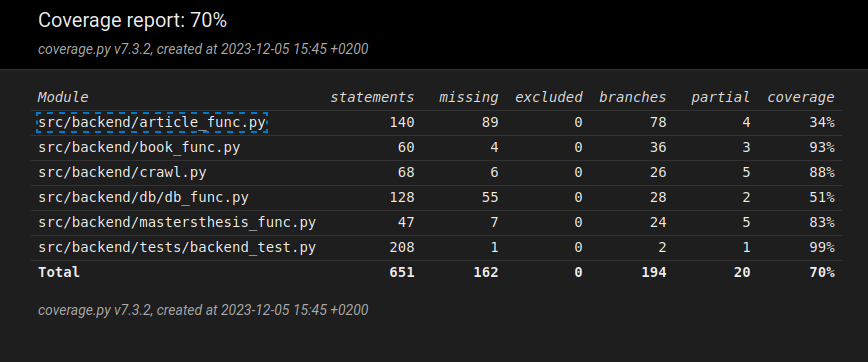 Coverage report: 70%
coverage.py v7.3.2, created at 2023-12-05 15:45 +0200
Module statements missing excluded branches partial coverage
src/backend/article_func.py 140 89 0 78 4 34%
src/backend/book_func.py 60 4 0 36 3 93%
src/backend/crawl.py 68 6 0 26 5 88%
src/backend/db/db_func.py 128 55 0 28 2 51%
src/backend/mastersthesis_func.py 47 7 0 24 5 83%
src/backend/tests/backend_test.py 208 1 0 2 1 99%
Total 651 162 0 194 20 70%
coverage.py v7.3.2, created at 2023-12-05 15:45 +0200